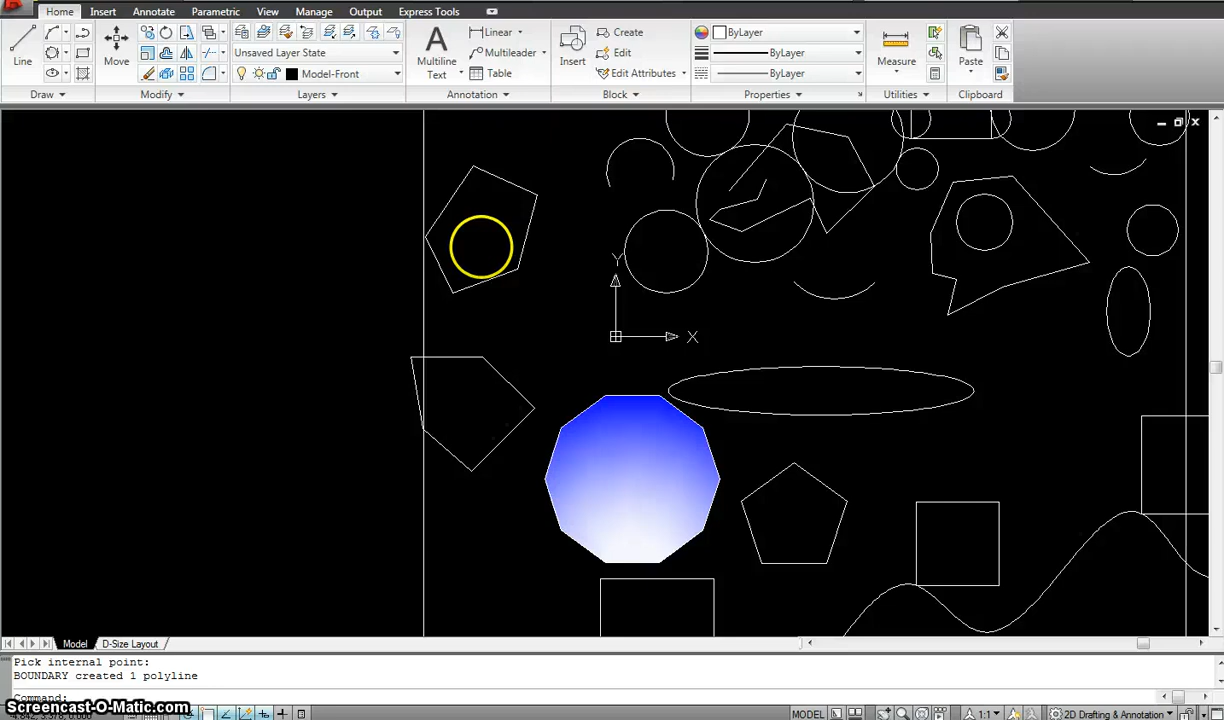 Home Insert Annotate Parametric View Manage Output Express Tools
Line
Move
Unsaved Layer State
Model-Front
Multiline
Text
Linear
Multileader
Table
Insert
Create
Edit
Edit Attributes
ByLayer
ByLayer
ByLayer
Measure
Paste
Draw
Modify
Layers
Annotation
Block
Properties
Utilities
Clipboard
Y
X
Model
D-Size Layout
Pick internal point:
BOUNDARY created 1 polyline
Command:
Screencast-O-Matic.com
MODEL
1:1
2D Drafting & Annotation